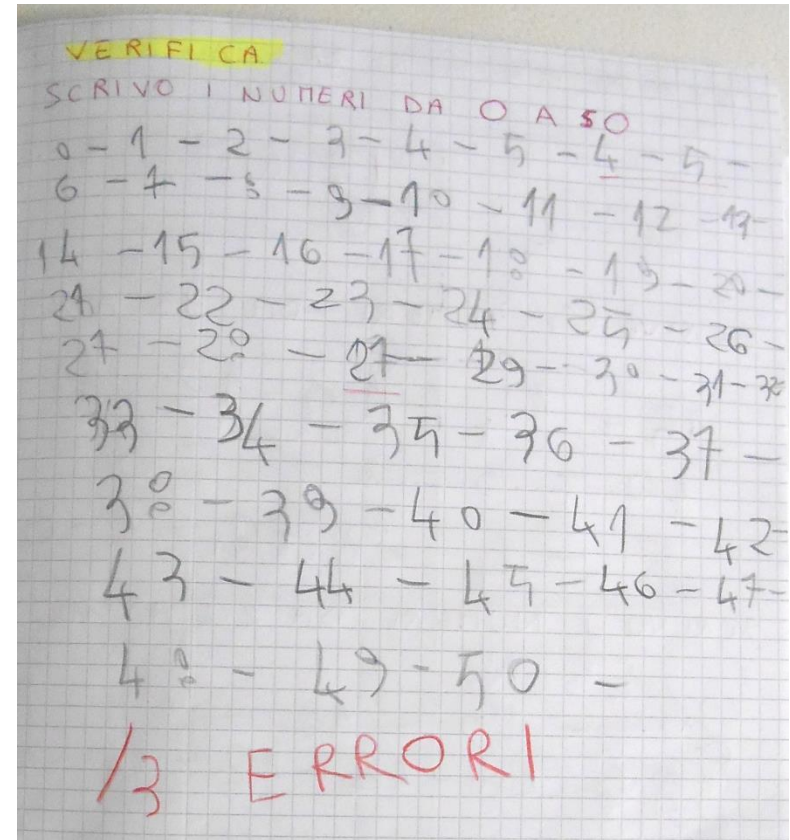 VERIFICA
SCRIVO I NUMERI DA 0 A 50
0 - 1 - 2 - 3 - 4 - 5 - 4 - 5 -
6 - 7 - 8 - 9 - 10 - 11 - 12 - 13 -
14 - 15 - 16 - 17 - 18 - 19 - 20 -
21 - 22 - 23 - 24 - 25 - 26 -
27 - 28 - 27 - 29 - 30 - 31 - 32
33 - 34 - 35 - 36 - 37 -
38 - 39 - 40 - 41 - 42 -
43 - 44 - 45 - 46 - 47 -
48 - 49 - 50 -
/3 ERRORI